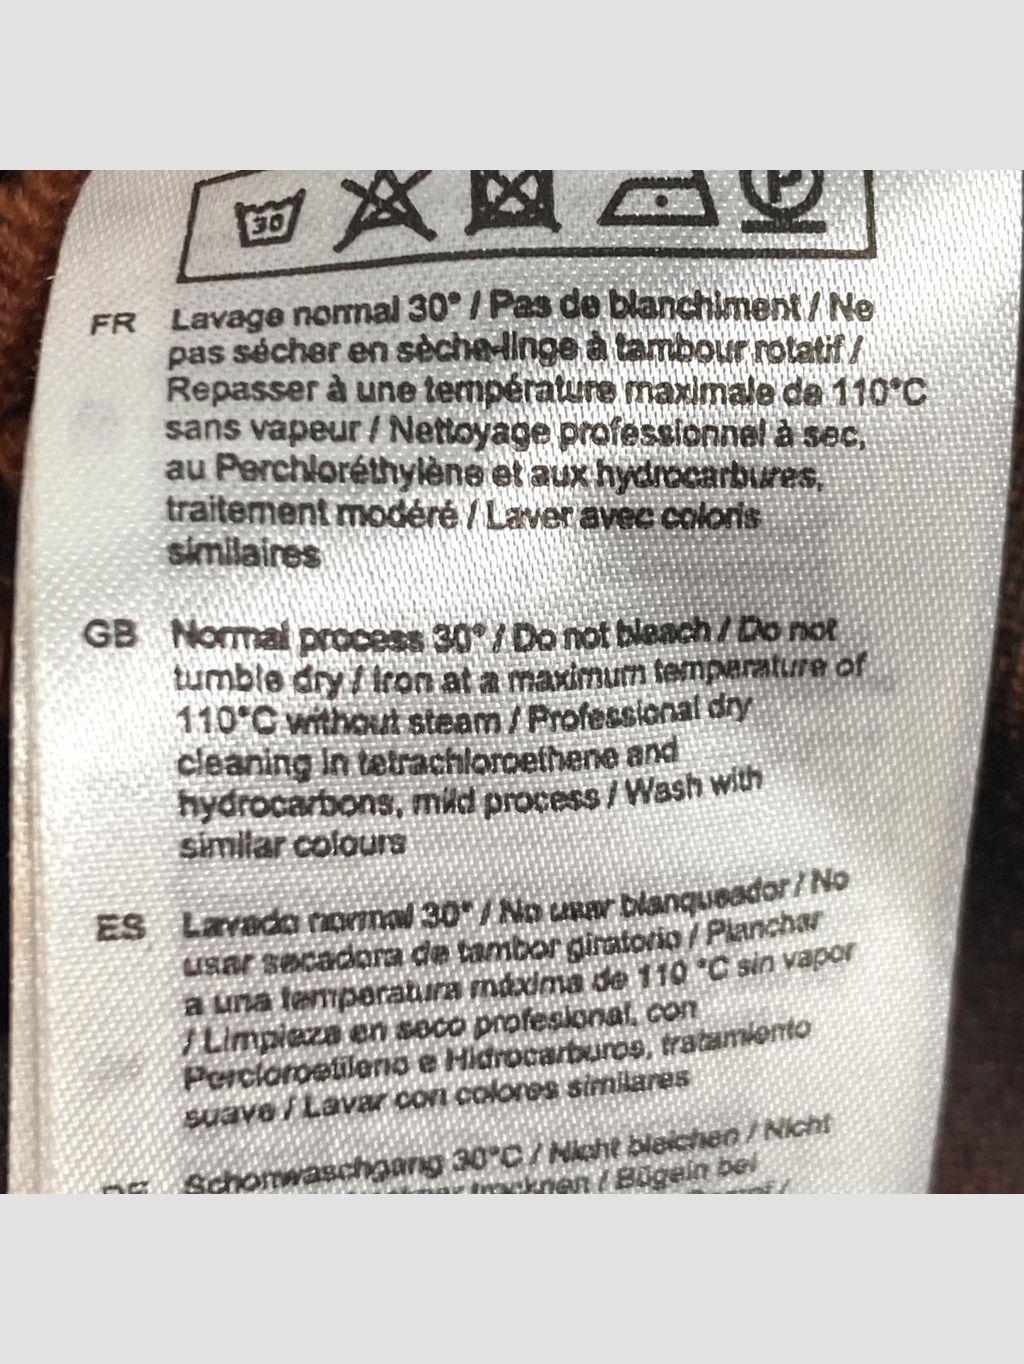 30
P
FR Lavage normal 30° / Pas de blanchiment / Ne
pas sécher en sèche-linge à tambour rotatif /
Repasser à une température maximale de 110°C
sans vapeur / Nettoyage professionnel à sec,
au Perchloréthylène et aux hydrocarbures,
traitement modéré / Laver avec coloris
similaires
GB Normal process 30° / Do not bleach / Do not
tumble dry / Iron at a maximum temperature of
110°C without steam / Professional dry
cleaning in tetrachloroethene and
hydrocarbons, mild process / Wash with
similar colours
ES Lavado normal 30° / No usar blanqueador / No
usar secadora de tambor giratorio / Planchar
a una temperatura máxima de 110 °C sin vapor
/ Limpieza en seco profesional, con
Percloroetileno e Hidrocarburos, tratamiento
suave / Lavar con colores similares
DE Schonwaschgang 30°C / Nicht bleichen / Nicht
trocknen / Bügeln bei